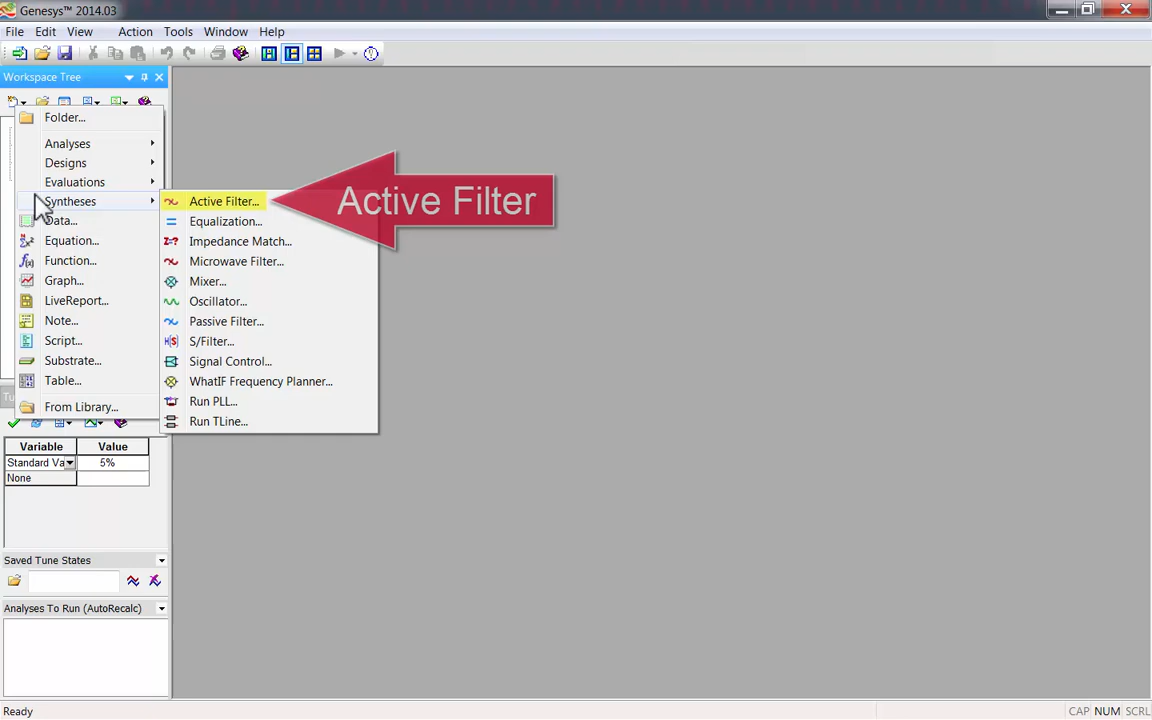 Genesys™ 2014.03
File Edit View Action Tools Window Help
Workspace Tree
Folder...
Analyses
Designs
Evaluations
Syntheses
Data...
Equation...
Function...
Graph...
LiveReport...
Note...
Script...
Substrate...
Table...
From Library...
Active Filter...
Equalization...
Impedance Match...
Microwave Filter...
Mixer...
Oscillator...
Passive Filter...
S/Filter...
Signal Control...
WhatIF Frequency Planner...
Run PLL...
Run TLine...
Active Filter
Variable Value
Standard Va 5%
None
Saved Tune States
Analyses To Run (AutoRecalc)
Ready
CAP NUM SCRL